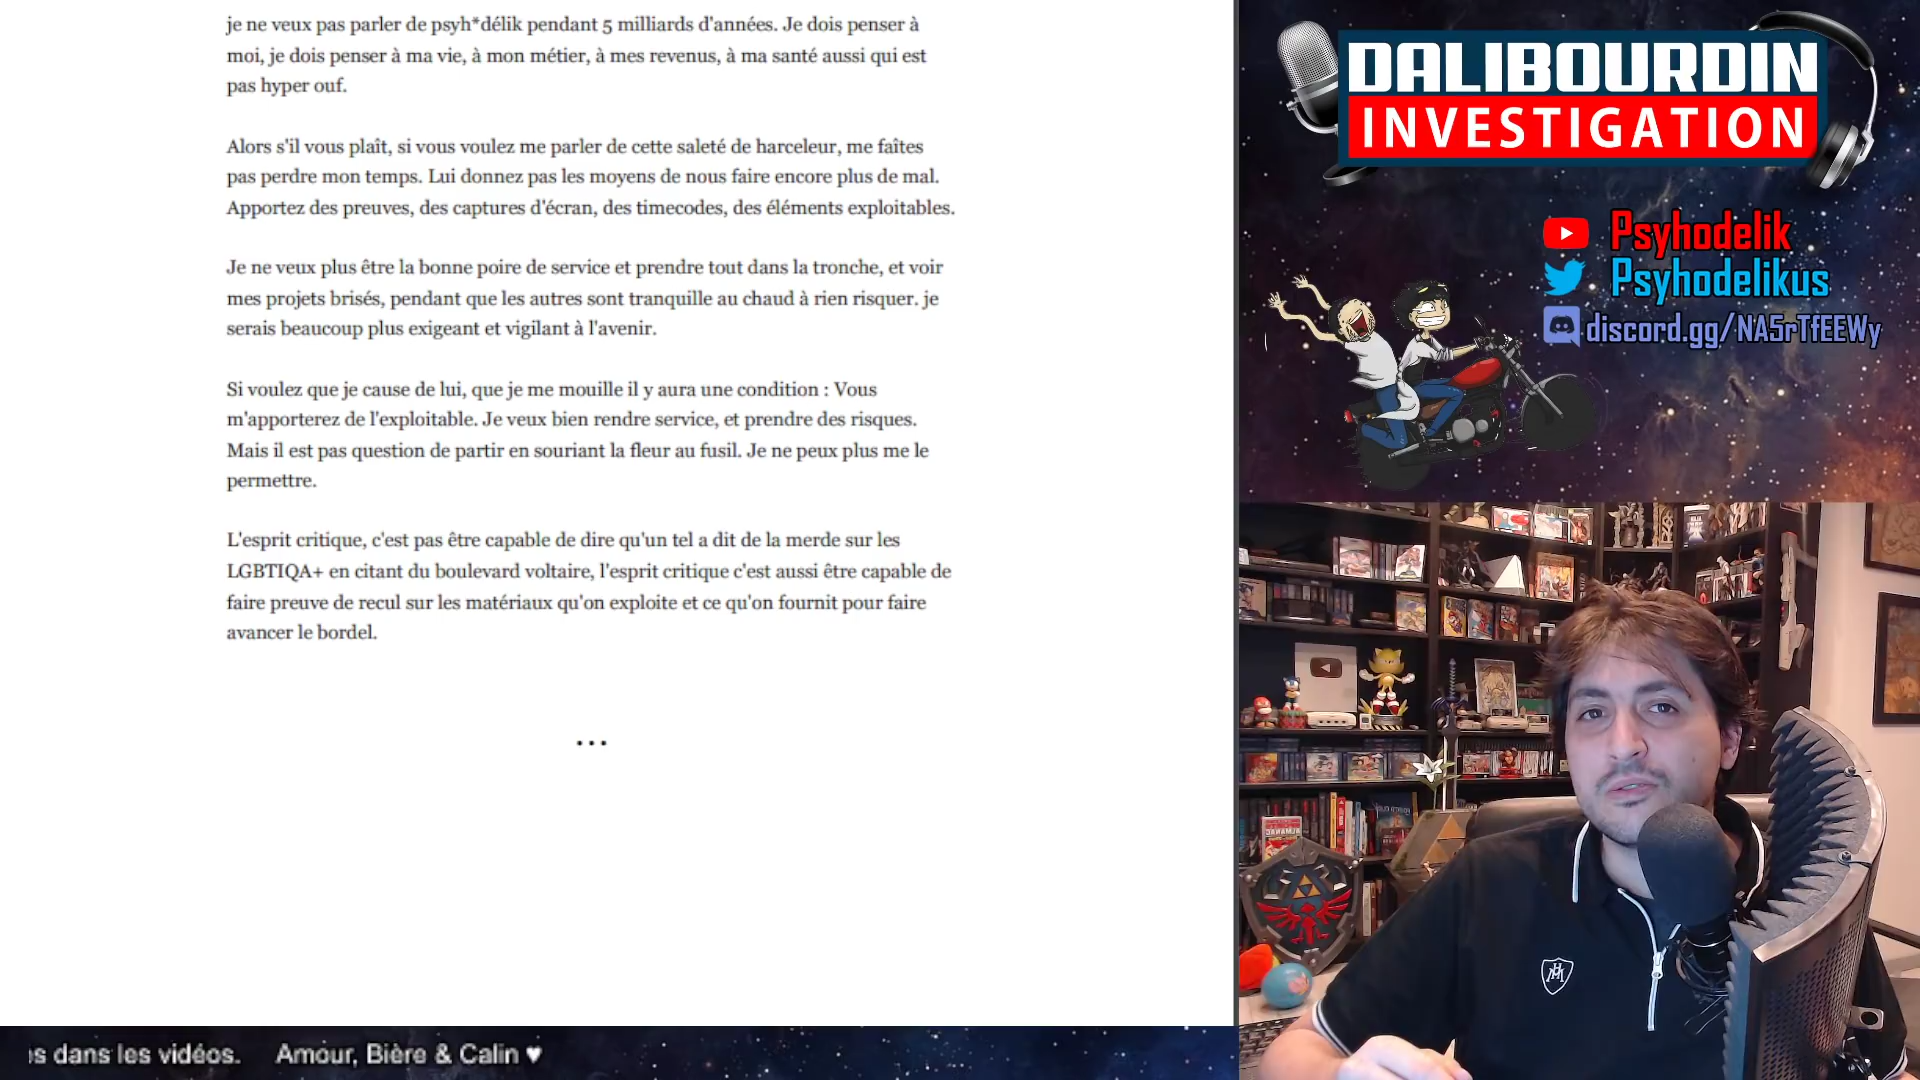 je ne veux pas parler de psyh*délik pendant 5 milliards d'années. Je dois penser à
moi, je dois penser à ma vie, à mon métier, à mes revenus, à ma santé aussi qui est
pas hyper ouf.
Alors s'il vous plaît, si vous voulez me parler de cette saleté de harceleur, me faîtes
pas perdre mon temps. Lui donnez pas les moyens de nous faire encore plus de mal.
Apportez des preuves, des captures d'écran, des timecodes, des éléments exploitables.
Je ne veux plus être la bonne poire de service et prendre tout dans la tronche, et voir
mes projets brisés, pendant que les autres sont tranquille au chaud à rien risquer. je
serais beaucoup plus exigeant et vigilant à l'avenir.
Si voulez que je cause de lui, que je me mouille il y aura une condition : Vous
m'apporterez de l'exploitable. Je veux bien rendre service, et prendre des risques.
Mais il est pas question de partir en souriant la fleur au fusil. Je ne peux plus me le
permettre.
L'esprit critique, c'est pas être capable de dire qu'un tel a dit de la merde sur les
LGBTIQA+ en citant du boulevard voltaire, l'esprit critique c'est aussi être capable de
faire preuve de recul sur les matériaux qu'on exploite et ce qu'on fournit pour faire
avancer le bordel.
...
DALIBOURDIN
INVESTIGATION
Psyhodelik
Psyhodelikus
discord.gg/NA5rTfEEWy
dans les vidéos. Amour, Bière & Calin ♥